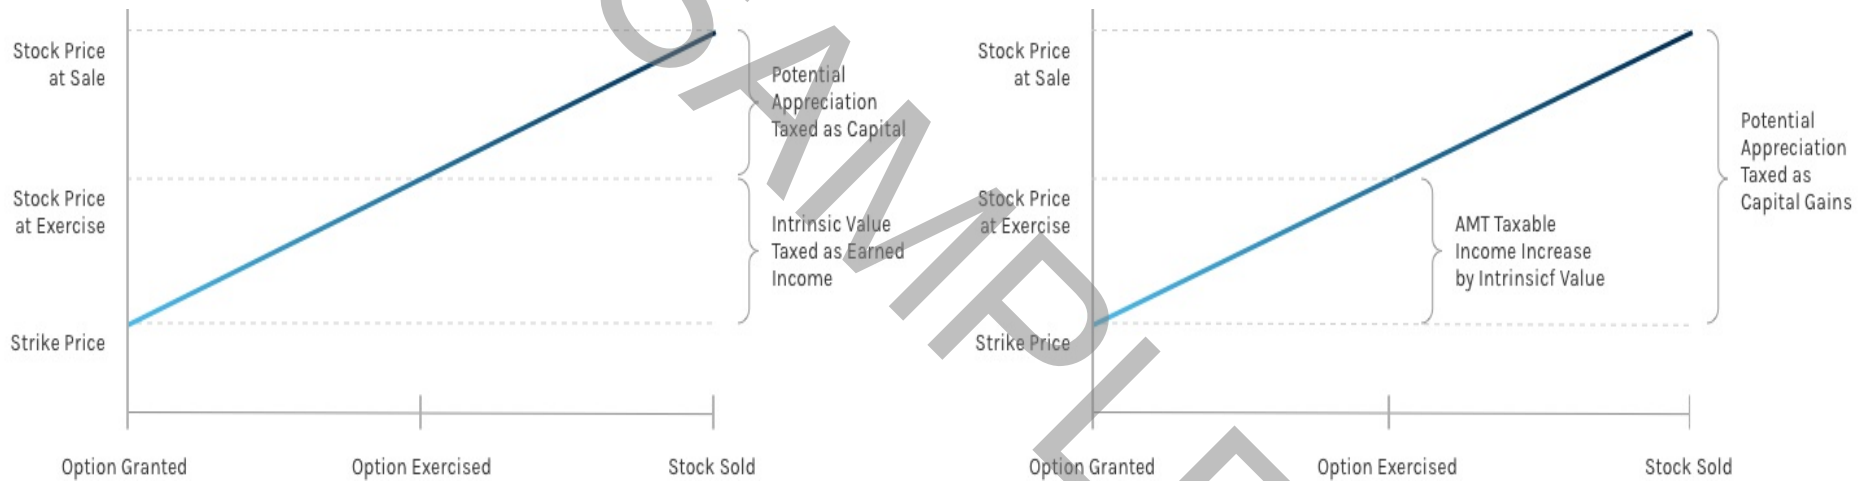 Stock Price
at Sale
Stock Price
at Exercise
Strike Price
Potential
Appreciation
Taxed as Capital
Intrinsic Value
Taxed as Earned
Income
Option Granted
Option Exercised
Stock Sold
Stock Price
at Sale
Stock Price
at Exercise
Strike Price
AMT Taxable
Income Increase
by Intrinsicf Value
Potential
Appreciation
Taxed as
Capital Gains
Option Granted
Option Exercised
Stock Sold
SAMPLE